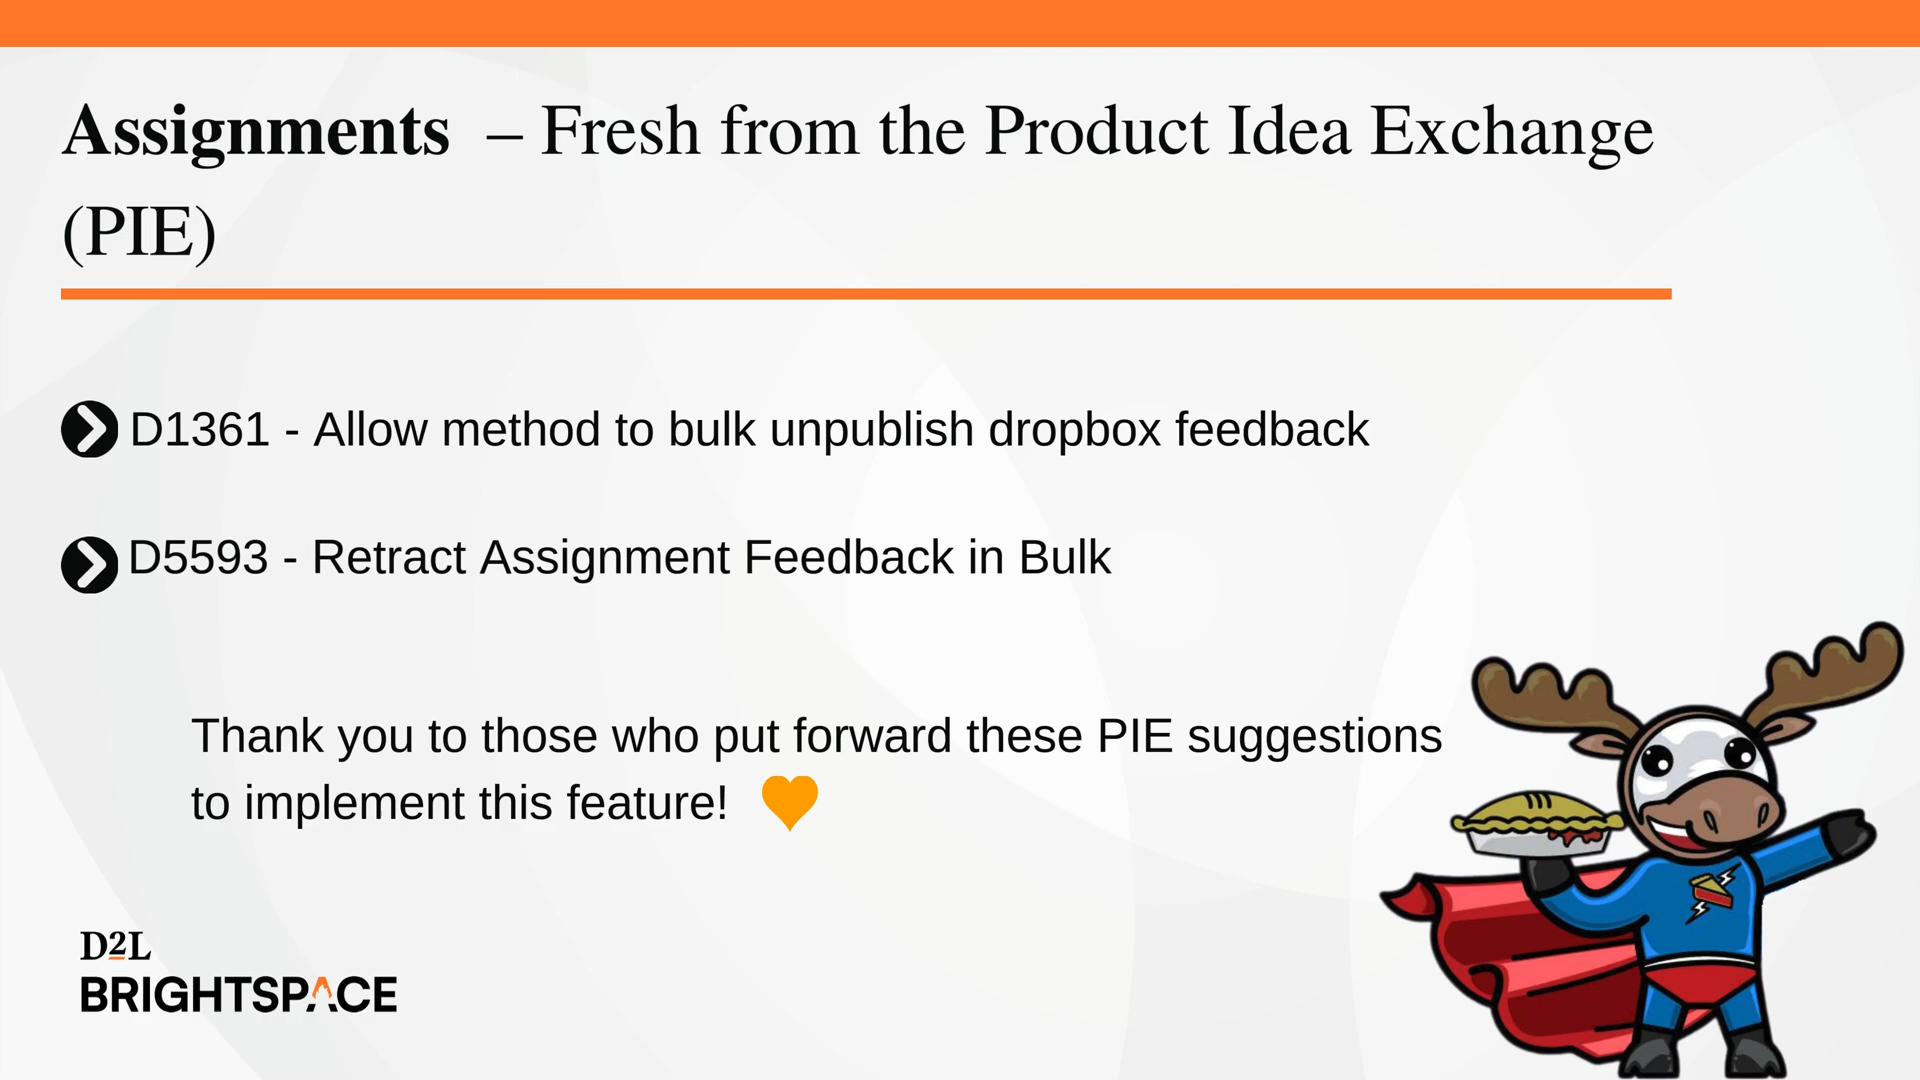 Assignments – Fresh from the Product Idea Exchange
(PIE)
D1361 - Allow method to bulk unpublish dropbox feedback
D5593 - Retract Assignment Feedback in Bulk
Thank you to those who put forward these PIE suggestions
to implement this feature! 🧡
D2L
BRIGHTSPACE